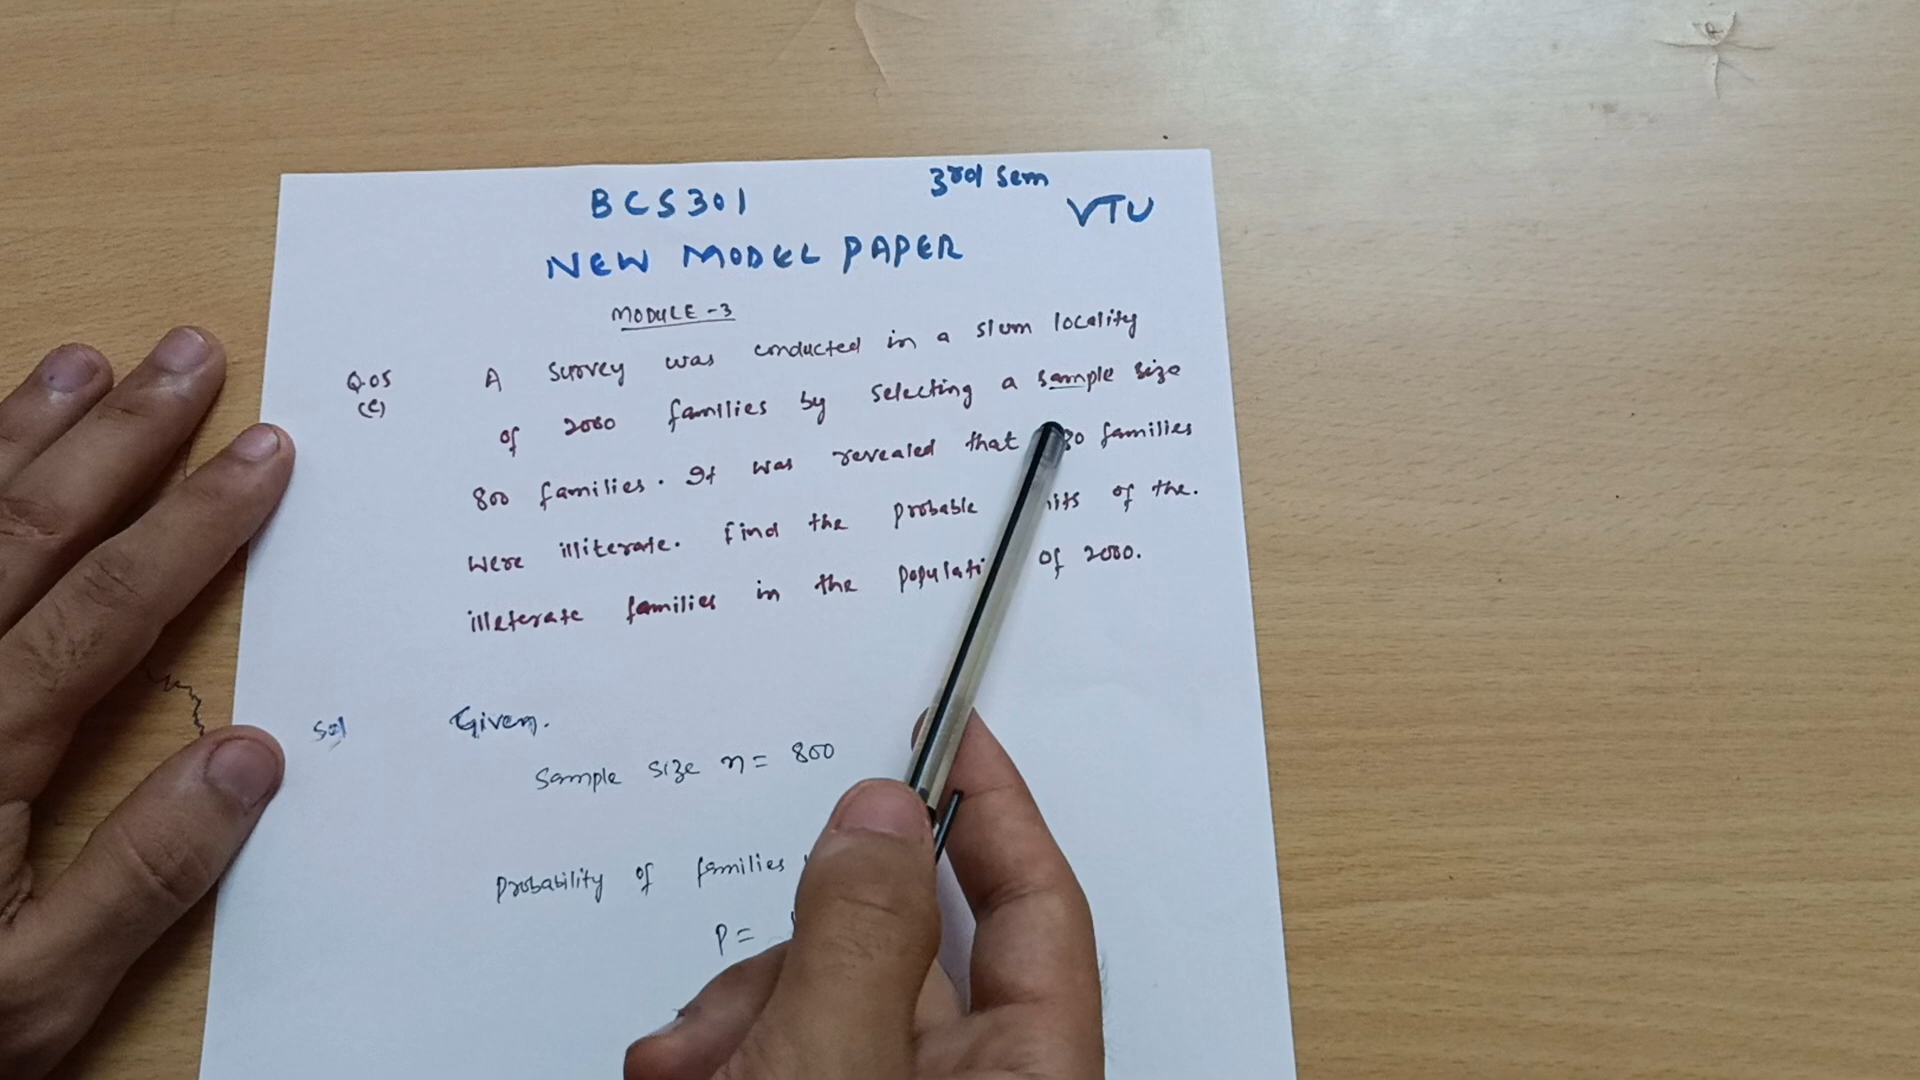 BCS301
3rd Sem
VTU
NEW MODEL PAPER
MODULE-3
Q.05 A survey was conducted in a slum locality
(c) of 2000 families by selecting a sample size
800 families. It was revealed that families
were illiterate. Find the probable of the.
illeterate families in the of 2000.
Sol Given.
Sample size n = 800
Probability of families
P =